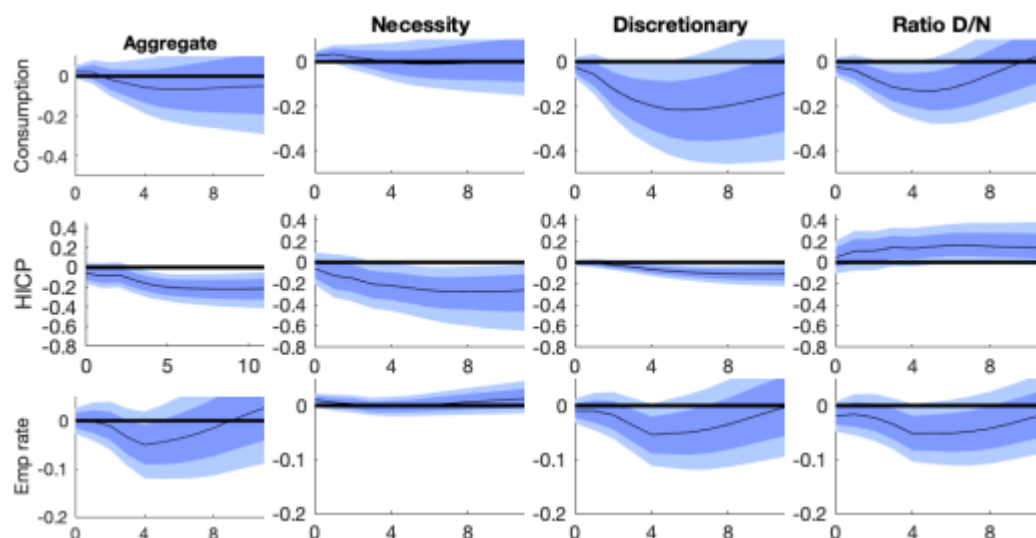 Aggregate Necessity Discretionary Ratio D/N
Consumption
0 0 0 0
-0.2 -0.2 -0.2 -0.2
-0.4 -0.4 -0.4 -0.4
0 4 8 0 4 8 0 4 8 0 4 8
HICP
0.4 0.4 0.4 0.4
0.2 0.2 0.2 0.2
0 0 0 0
-0.2 -0.2 -0.2 -0.2
-0.4 -0.4 -0.4 -0.4
-0.6 -0.6 -0.6 -0.6
-0.8 -0.8 -0.8 -0.8
0 5 10 0 4 8 0 4 8 0 4 8
Emp rate
0 0 0 0
-0.1 -0.1 -0.1 -0.1
-0.2 -0.2 -0.2 -0.2
0 4 8 0 4 8 0 4 8 0 4 8